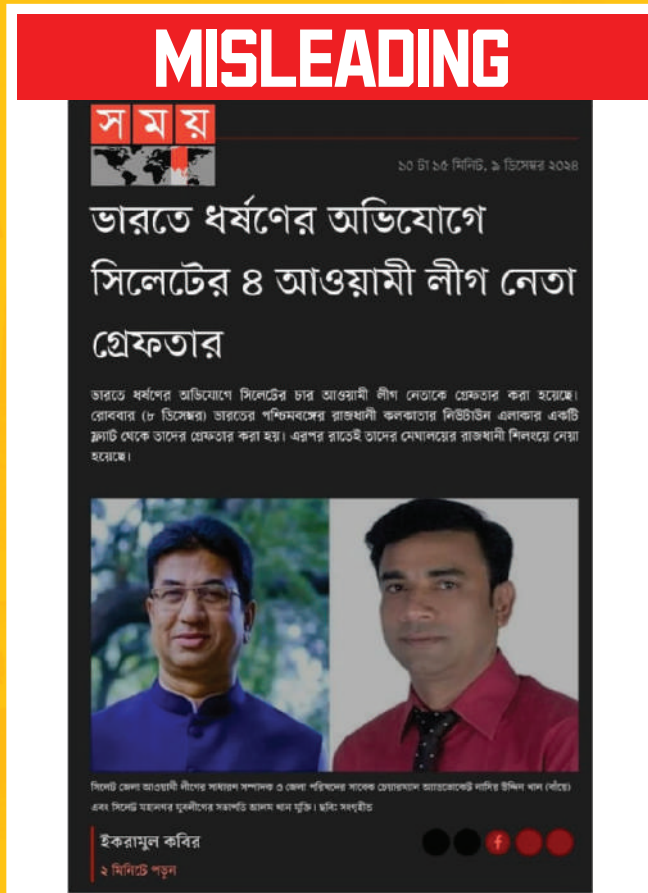 MISLEADING
সময়
১০ টা ১৫ মিনিট, ৯ ডিসেম্বর ২০২৪
ভারতে ধর্ষণের অভিযোগে
সিলেটের ৪ আওয়ামী লীগ নেতা
গ্রেফতার
ভারতে ধর্ষণের অভিযোগে সিলেটের চার আওয়ামী লীগ নেতাকে গ্রেফতার করা হয়েছে।
রোববার (৮ ডিসেম্বর) ভারতের পশ্চিমবঙ্গের রাজধানী কলকাতার নিউটাউন এলাকার একটি
ফ্ল্যাট থেকে তাদের গ্রেফতার করা হয়। এরপর রাতেই তাদের মেঘালয়ের রাজধানী শিলংয়ে নেয়া
হয়েছে।
সিলেট জেলা আওয়ামী লীগের সাধারণ সম্পাদক ও জেলা পরিষদের সাবেক চেয়ারম্যান অ্যাডভোকেট নাসির উদ্দিন খান (বাঁয়ে)
এবং সিলেট মহানগর যুবলীগের সভাপতি আলম খান মুক্তি। ছবি: সংগৃহীত
ইকরামুল কবির
২ মিনিটে পড়ুন